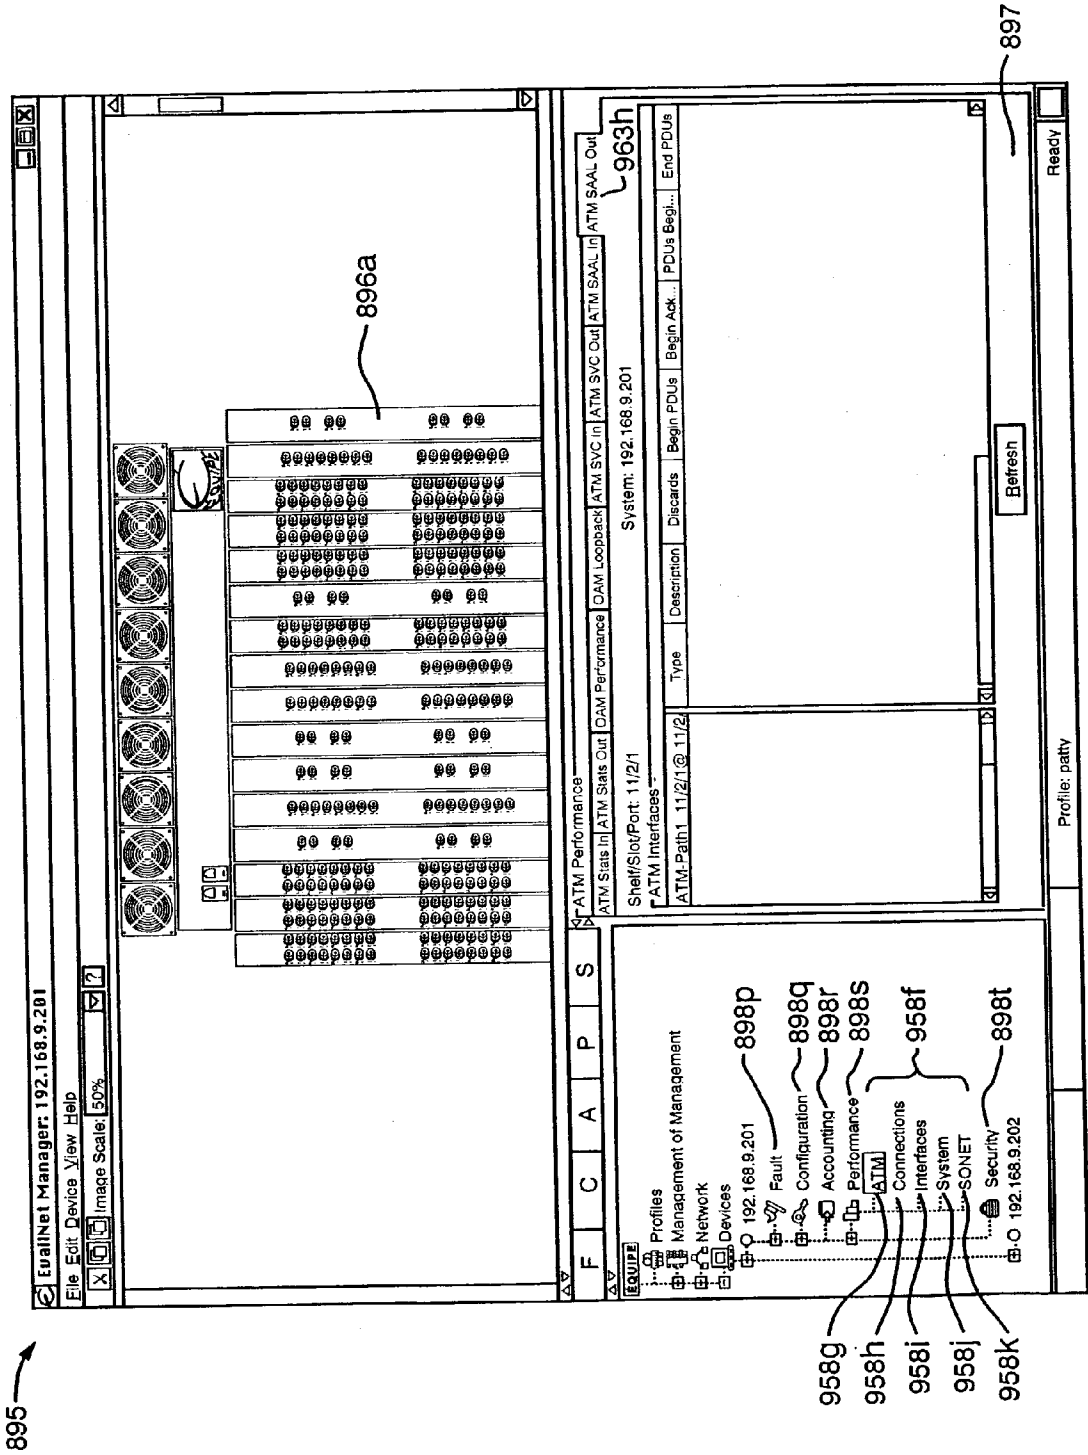 895
EuallNet Manager: 192.168.9.201
File Edit Device View Help
Image Scale: 50% ?
896a
F C A P S
EQUIPE
Profiles
Management of Management
Network
Devices
192.168.9.201
898p
Fault
Configuration
898q
Accounting
898r
Performance
898s
ATM
Connections
Interfaces
System
SONET
958f
Security
898t
192.168.9.202
958g
958h
958i
958j
958k
ATM Performance
ATM Stats In ATM Stats Out OAM Performance OAM Loopback ATM SVC In ATM SVC Out ATM SAAL In ATM SAAL Out
963h
Shelf/Slot/Port: 11/2/1 System: 192.168.9.201
ATM Interfaces
ATM-Path1 11/2/1@ 11/2/ Type Description Discards Begin PDUs Begin Ack... PDUs Begi... End PDUs
Refresh
897
Profile: patty
Ready